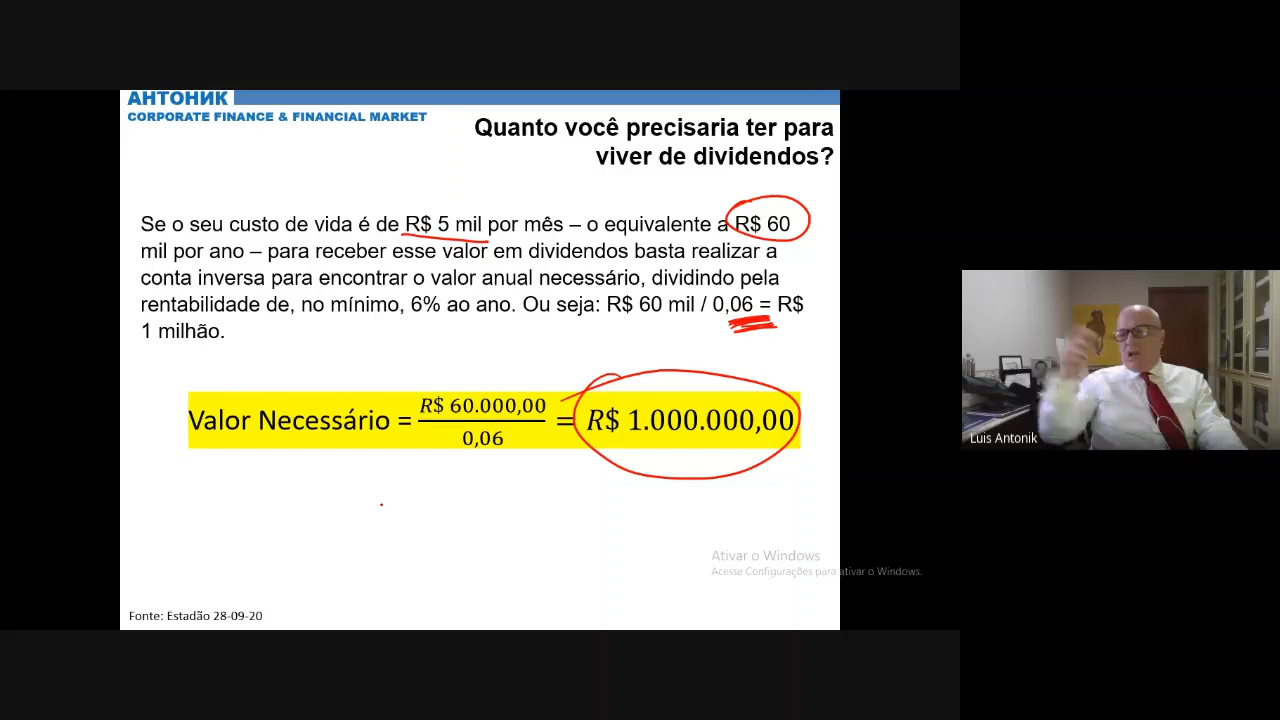 АНТОНИК
CORPORATE FINANCE & FINANCIAL MARKET
Quanto você precisaria ter para
viver de dividendos?
Se o seu custo de vida é de R$ 5 mil por mês – o equivalente a R$ 60
mil por ano – para receber esse valor em dividendos basta realizar a
conta inversa para encontrar o valor anual necessário, dividindo pela
rentabilidade de, no mínimo, 6% ao ano. Ou seja: R$ 60 mil / 0,06 = R$
1 milhão.
Valor Necessário = R$ 60.000,00 / 0,06 = R$ 1.000.000,00
Luis Antonik
Ativar o Windows
Acesse Configurações para ativar o Windows.
Fonte: Estadão 28-09-20